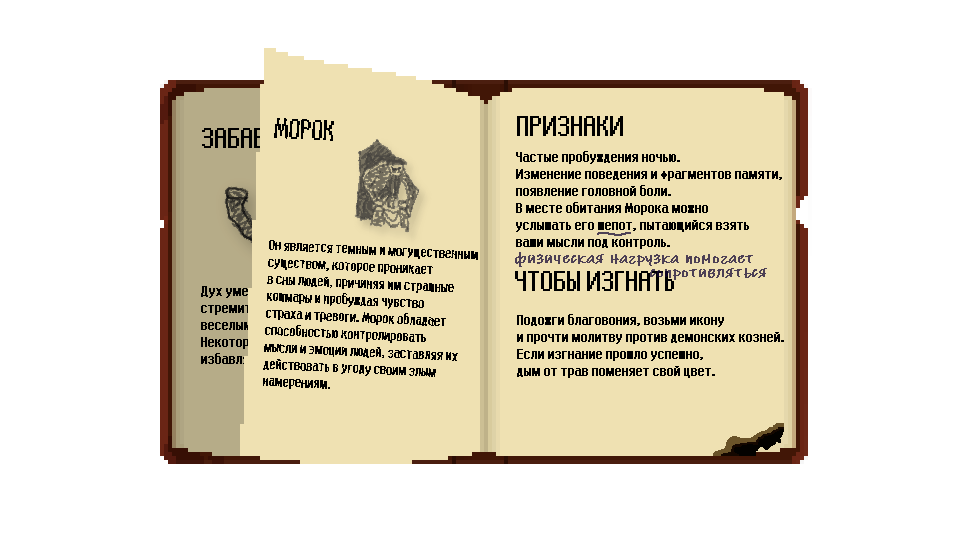 ЗАБАВ
Дух уме
стремит
веселы
Некотор
избавл
МОРОК
Он является темным и могущественным
существом, которое проникает
в сны людей, причиняя им страшные
кошмары и пробуждая чувство
страха и тревоги. Морок обладает
способностью контролировать
мысли и эмоции людей, заставляя их
действовать в угоду своим злым
намерениям.
ПРИЗНАКИ
Частые пробуждения ночью.
Изменение поведения и фрагментов памяти,
появление головной боли.
В месте обитания Морока можно
услышать его шепот, пытающийся взять
ваши мысли под контроль.
физическая нагрузка помогает
сопротивляться
ЧТОБЫ ИЗГНАТЬ
Подожги благовония, возьми икону
и прочти молитву против демонских козней.
Если изгнание прошло успешно,
дым от трав поменяет свой цвет.